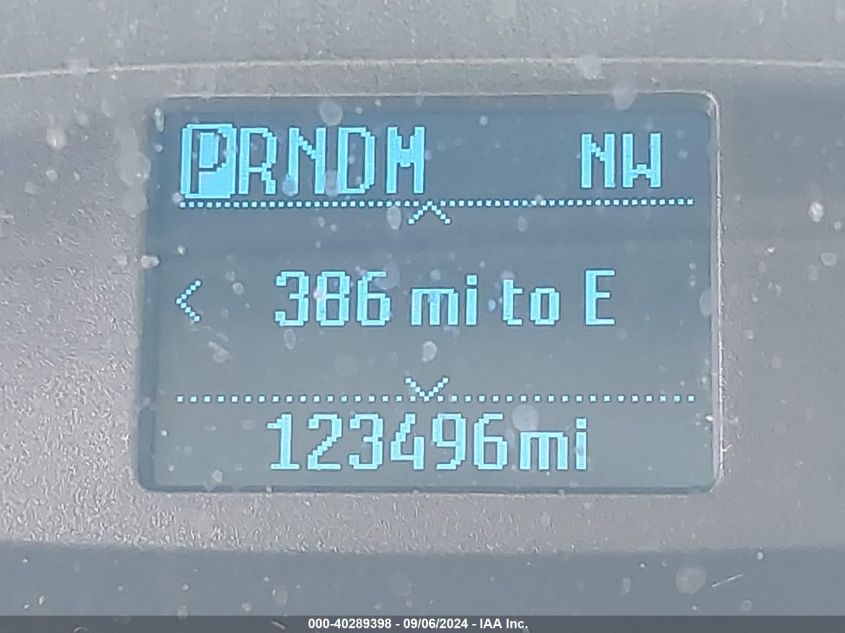 PRNDM NW
386 mi to E
123496mi
000-40289398 - 09/06/2024 - IAA Inc.